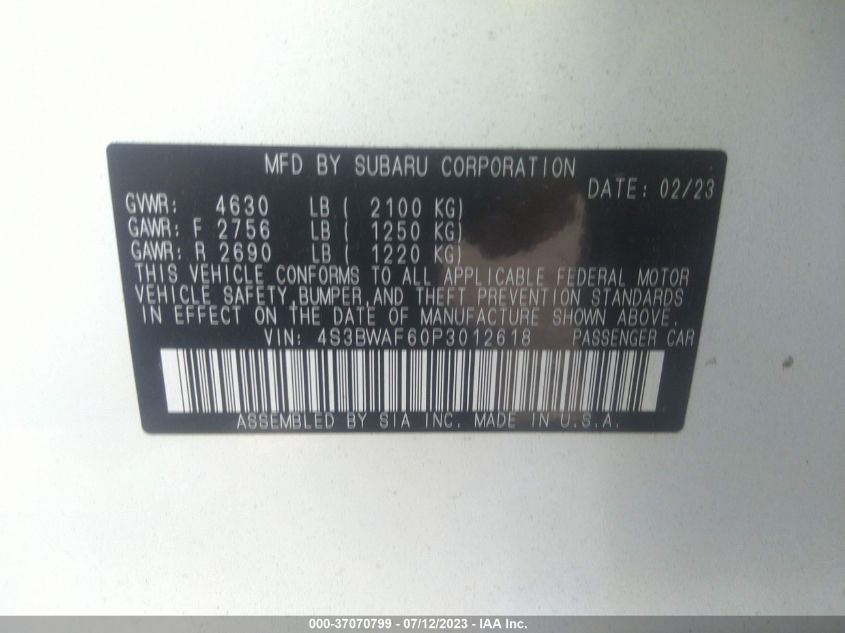 MFD BY SUBARU CORPORATION
DATE: 02/23
GVWR: 4630 LB ( 2100 KG)
GAWR: F 2756 LB ( 1250 KG)
GAWR: R 2690 LB ( 1220 KG)
THIS VEHICLE CONFORMS TO ALL APPLICABLE FEDERAL MOTOR
VEHICLE SAFETY, BUMPER, AND THEFT PREVENTION STANDARDS
IN EFFECT ON THE DATE OF MANUFACTURE SHOWN ABOVE.
VIN: 4S3BWAF60P3012618 PASSENGER CAR
ASSEMBLED BY SIA INC. MADE IN U.S.A.
000-37070799 - 07/12/2023 - IAA Inc.